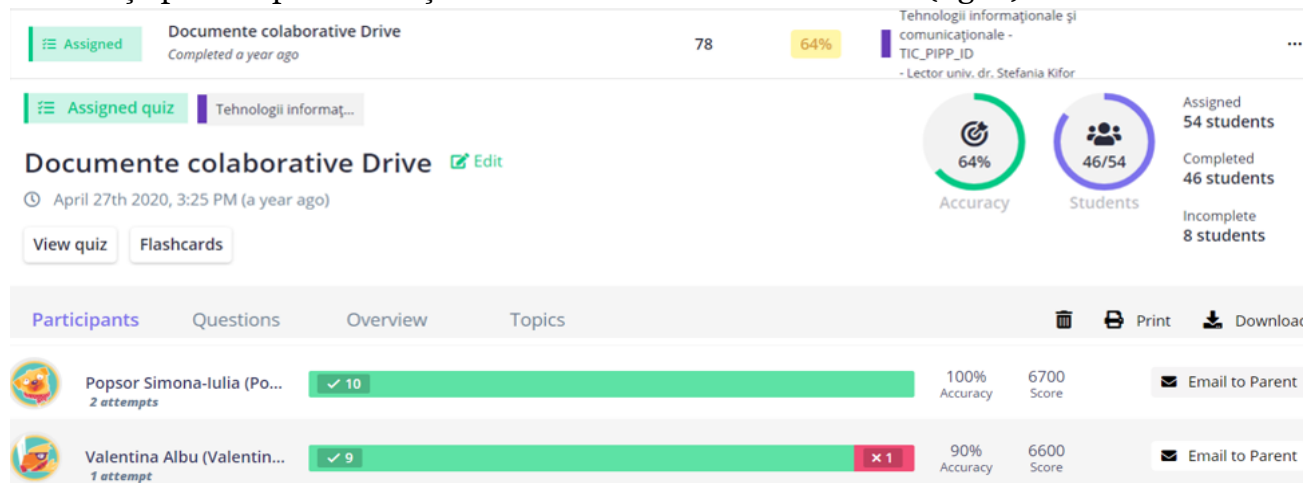 Assigned
Documente colaborative Drive
Completed a year ago
78
64%
Tehnologii informaționale și
comunicaționale -
TIC_PIPP_ID
- Lector univ. dr. Stefania Kifor
...
Assigned quiz
Tehnologii informaț...
Documente colaborative Drive
Edit
April 27th 2020, 3:25 PM (a year ago)
View quiz
Flashcards
64%
Accuracy
46/54
Students
Assigned
54 students
Completed
46 students
Incomplete
8 students
Participants
Questions
Overview
Topics
Print
Download
Popsor Simona-Iulia (Po...
2 attempts
10
100%
Accuracy
6700
Score
Email to Parent
Valentina Albu (Valentin...
1 attempt
9
1
90%
Accuracy
6600
Score
Email to Parent